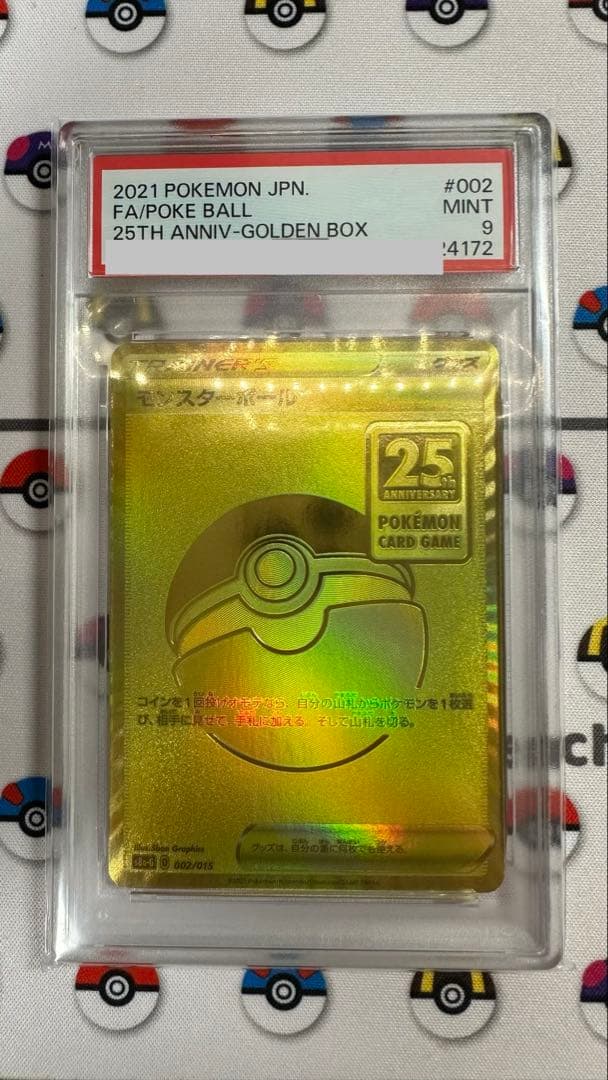 2021 POKEMON JPN. #002
FA/POKE BALL MINT
25TH ANNIV-GOLDEN BOX 9
24172
TRAINER'S グッズ
モンスターボール
25th
ANNIVERSARY
POKÉMON
CARD GAME
コインを1回投げオモテなら、自分の山札からポケモンを1枚選
び、相手に見せて、手札に加える。そして山札を切る。
グッズは、自分の番に何枚でも使える。
Illus. Sban Graphics
s8a-G D 002/015